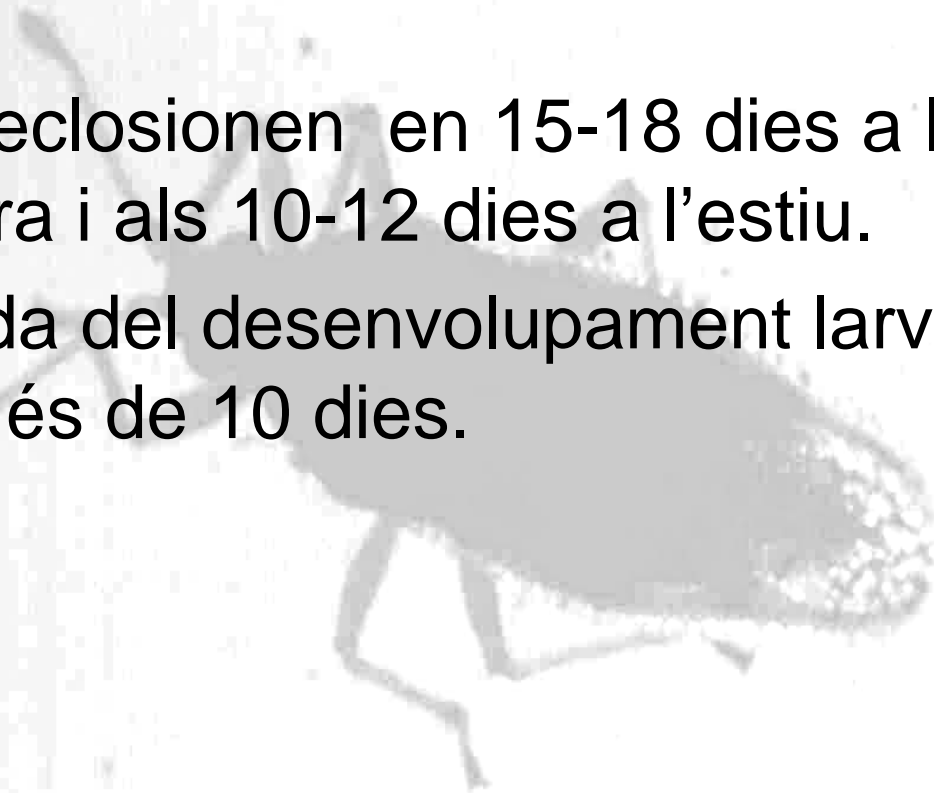 eclosionen en 15-18 dies a l
ra i als 10-12 dies a l’estiu.
da del desenvolupament larv
és de 10 dies.